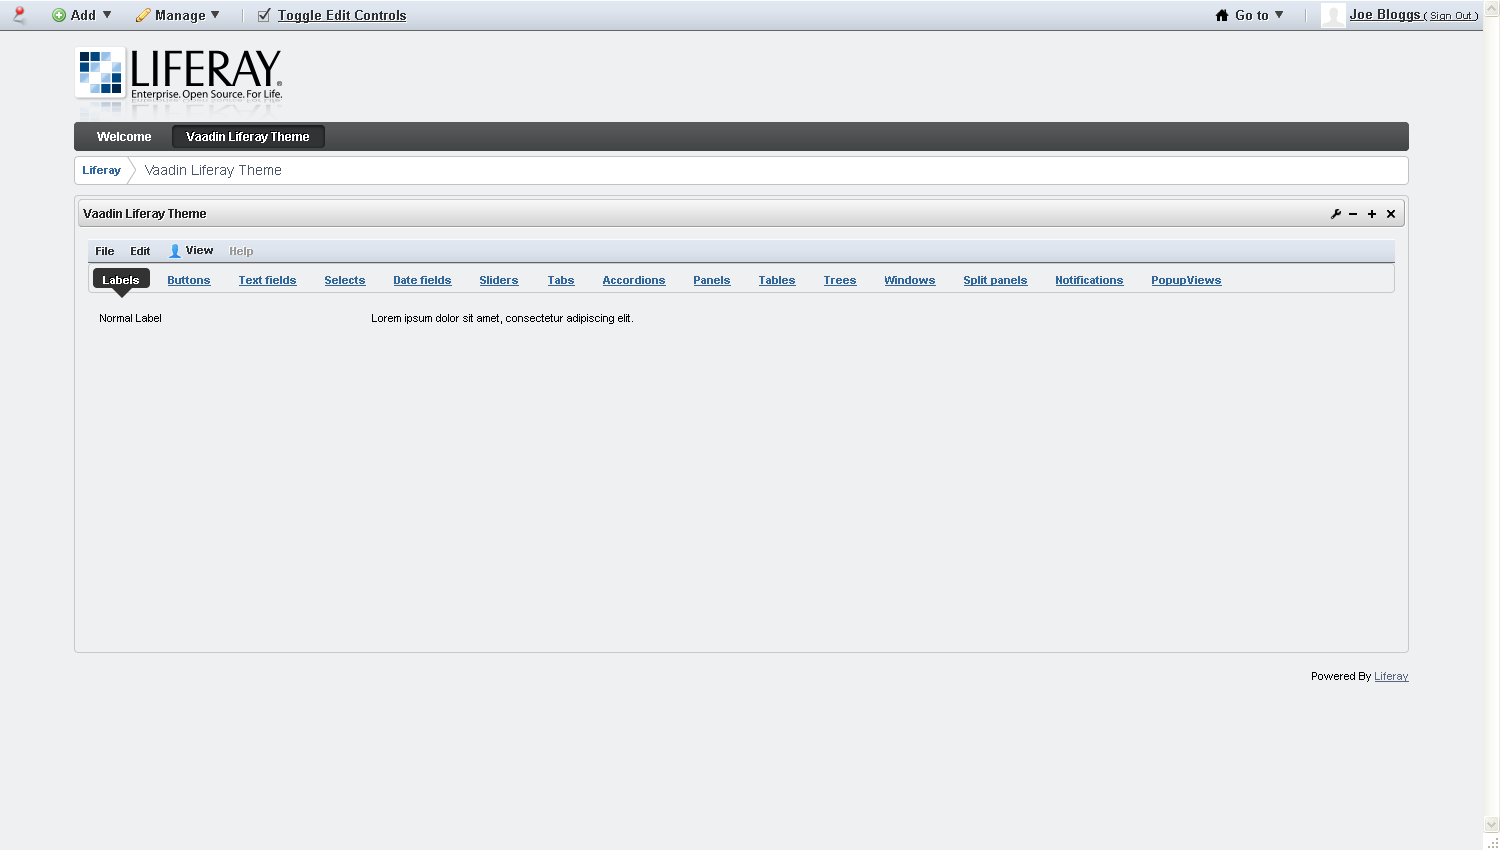 Add Manage Toggle Edit Controls Go to Joe Bloggs ( Sign Out )
LIFERAY.
Enterprise. Open Source. For Life.
Welcome Vaadin Liferay Theme
Liferay Vaadin Liferay Theme
Vaadin Liferay Theme
File Edit View Help
Labels Buttons Text fields Selects Date fields Sliders Tabs Accordions Panels Tables Trees Windows Split panels Notifications PopupViews
Normal Label Lorem ipsum dolor sit amet, consectetur adipiscing elit.
Powered By Liferay